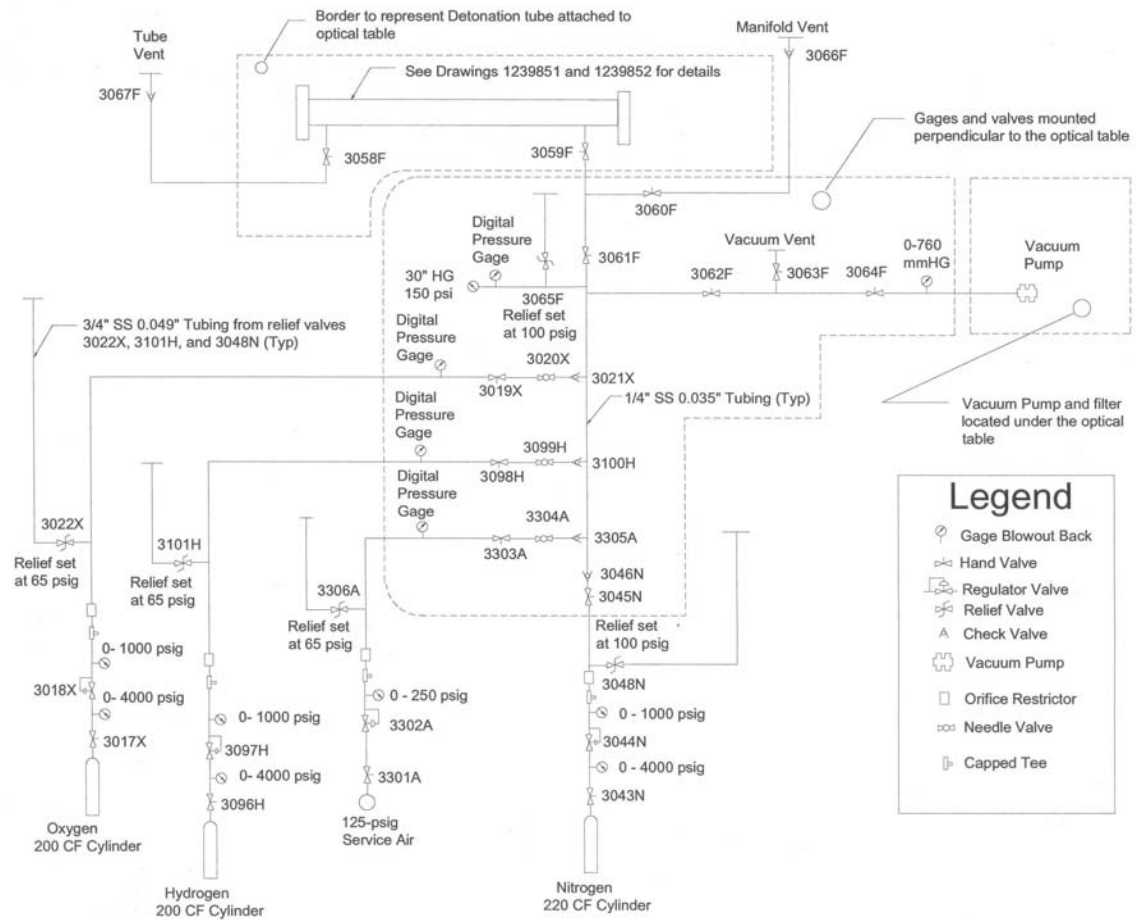 Border to represent Detonation tube attached to
optical table
Tube
Vent
Manifold Vent
3066F
See Drawings 1239851 and 1239852 for details
3067F
Gages and valves mounted
perpendicular to the optical table
3058F
3059F
3060F
Digital
Pressure
Gage
Vacuum Vent
0-760
mmHG
Vacuum
Pump
3061F
3062F
3063F
3064F
30" HG
150 psi
3065F
Relief set
at 100 psig
3/4" SS 0.049" Tubing from relief valves
3022X, 3101H, and 3048N (Typ)
Digital
Pressure
Gage
3020X
3019X
3021X
1/4" SS 0.035" Tubing (Typ)
Vacuum Pump and filter
located under the optical
table
Digital
Pressure
Gage
3099H
3098H
3100H
Digital
Pressure
Gage
3304A
3303A
3305A
3022X
Relief set
at 65 psig
3101H
Relief set
at 65 psig
3306A
Relief set
at 65 psig
3046N
3045N
Relief set
at 100 psig
3048N
0- 1000 psig
3018X
0- 4000 psig
3017X
Oxygen
200 CF Cylinder
0- 1000 psig
3097H
0- 4000 psig
3096H
Hydrogen
200 CF Cylinder
0 - 250 psig
3302A
3301A
125-psig
Service Air
0 - 1000 psig
3044N
0 - 4000 psig
3043N
Nitrogen
220 CF Cylinder
Legend
Gage Blowout Back
Hand Valve
Regulator Valve
Relief Valve
Check Valve
Vacuum Pump
Orifice Restrictor
Needle Valve
Capped Tee